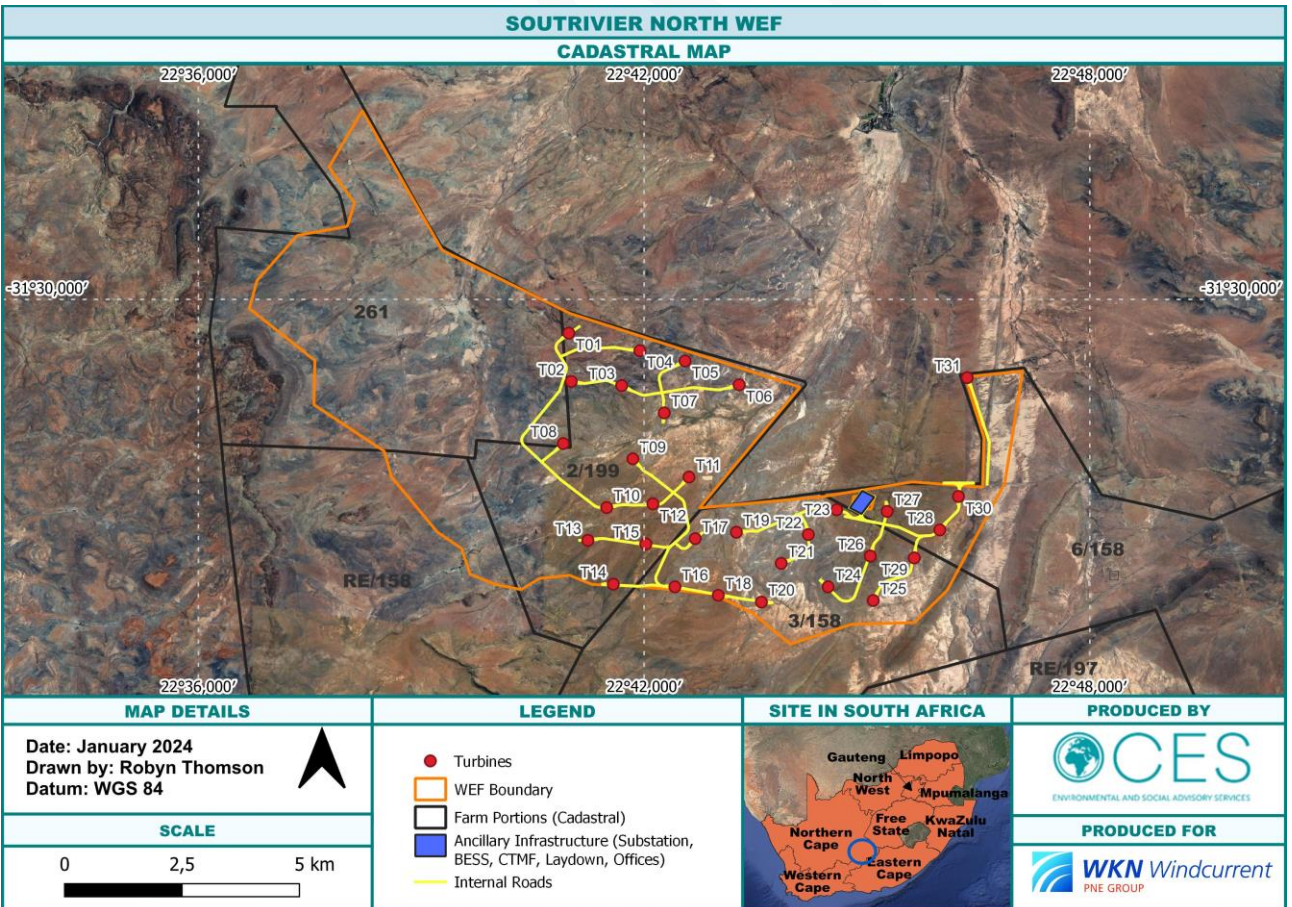 SOUTRIVIER NORTH WEF
CADASTRAL MAP
22°36,000'
22°42,000'
22°48,000'
-31°30,000'
-31°30,000'
261
T01
T04
T05
T02
T03
T06
T31
T07
T08
T09
2/199
T11
T10
T12
T23
T27
T30
T13
T15
T17
T19
T22
T28
T26
T21
T29
6/158
RE/158
T14
T16
T18
T20
T24
T25
3/158
RE/197
22°36,000'
22°42,000'
22°48,000'
MAP DETAILS
Date: January 2024
Drawn by: Robyn Thomson
Datum: WGS 84
SCALE
0 2,5 5 km
LEGEND
Turbines
WEF Boundary
Farm Portions (Cadastral)
Ancillary Infrastructure (Substation,
BESS, CTMF, Laydown, Offices)
Internal Roads
SITE IN SOUTH AFRICA
Gauteng
Limpopo
North
West
Mpumalanga
Free
State
KwaZulu
Natal
Northern
Cape
Eastern
Cape
Western
Cape
PRODUCED BY
CES
ENVIRONMENTAL AND SOCIAL ADVISORY SERVICES
PRODUCED FOR
WKN Windcurrent
PNE GROUP